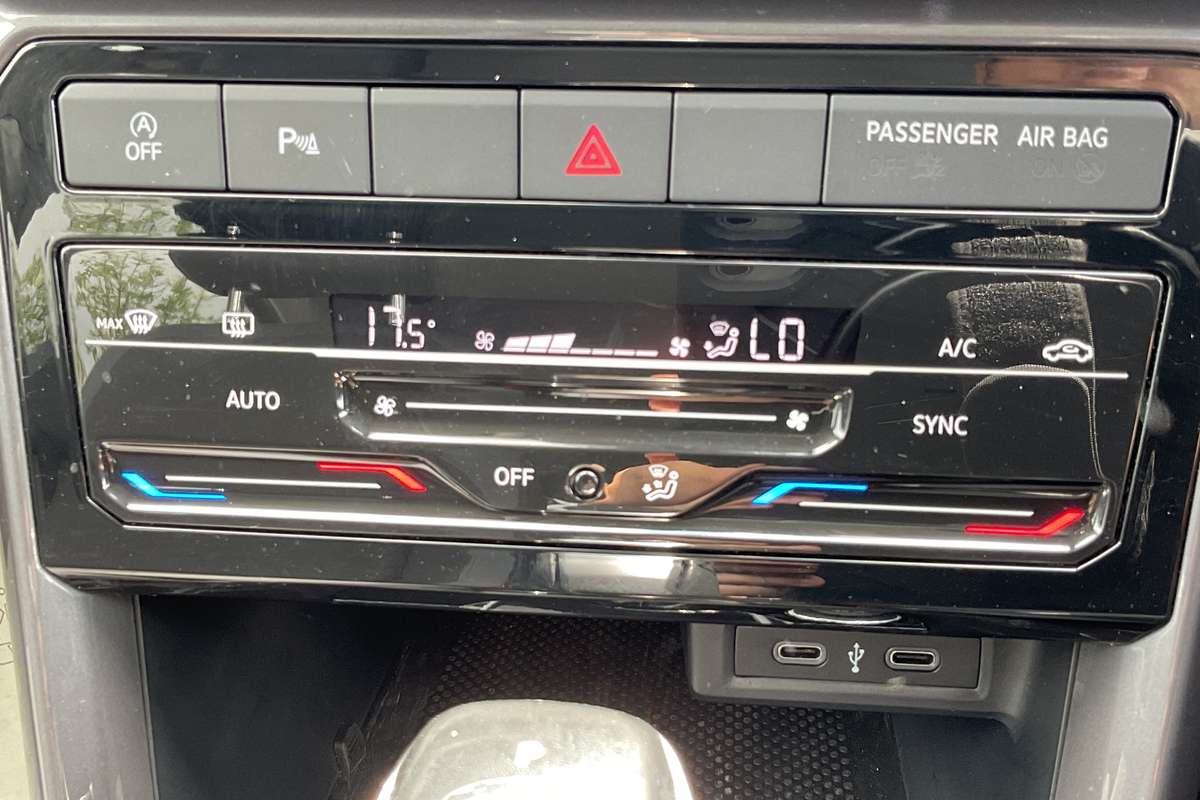 A
OFF
P
PASSENGER AIR BAG
OFF ON
MAX
17.5°
LO
A/C
AUTO
SYNC
OFF